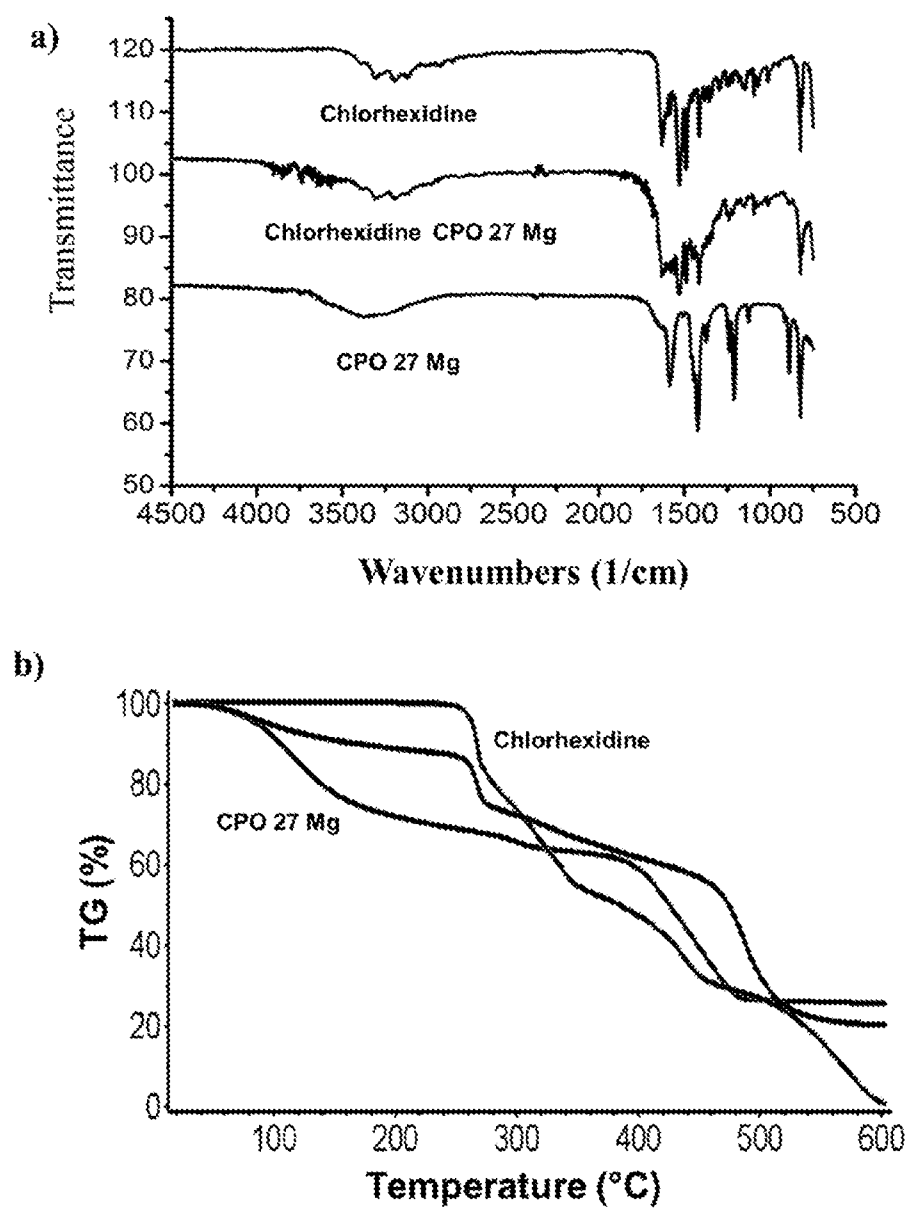 a)
Transmittance
120
110
100
90
80
70
60
50
Chlorhexidine
Chlorhexidine CPO 27 Mg
CPO 27 Mg
4500 4000 3500 3000 2500 2000 1500 1000 500
Wavenumbers (1/cm)
b)
TG (%)
100
80
60
40
20
0
Chlorhexidine
CPO 27 Mg
100 200 300 400 500 600
Temperature (°C)